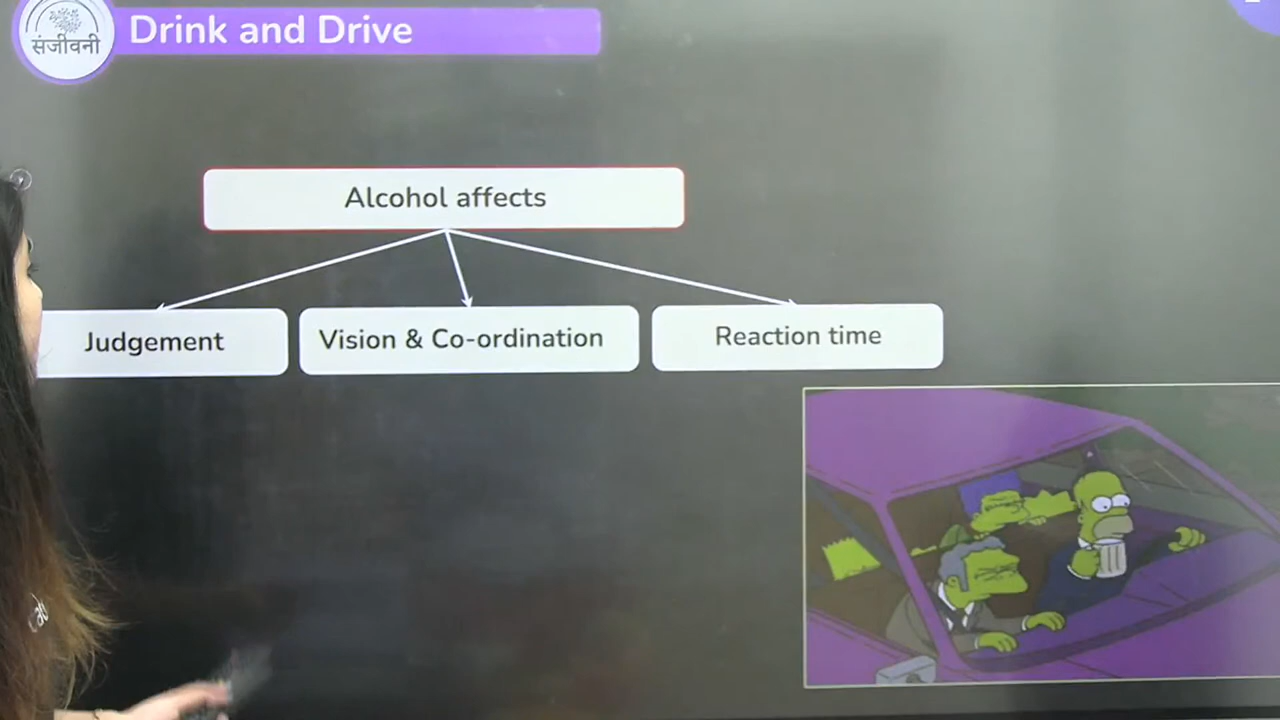 संजीवनी
Drink and Drive
Alcohol affects
Judgement
Vision & Co-ordination
Reaction time